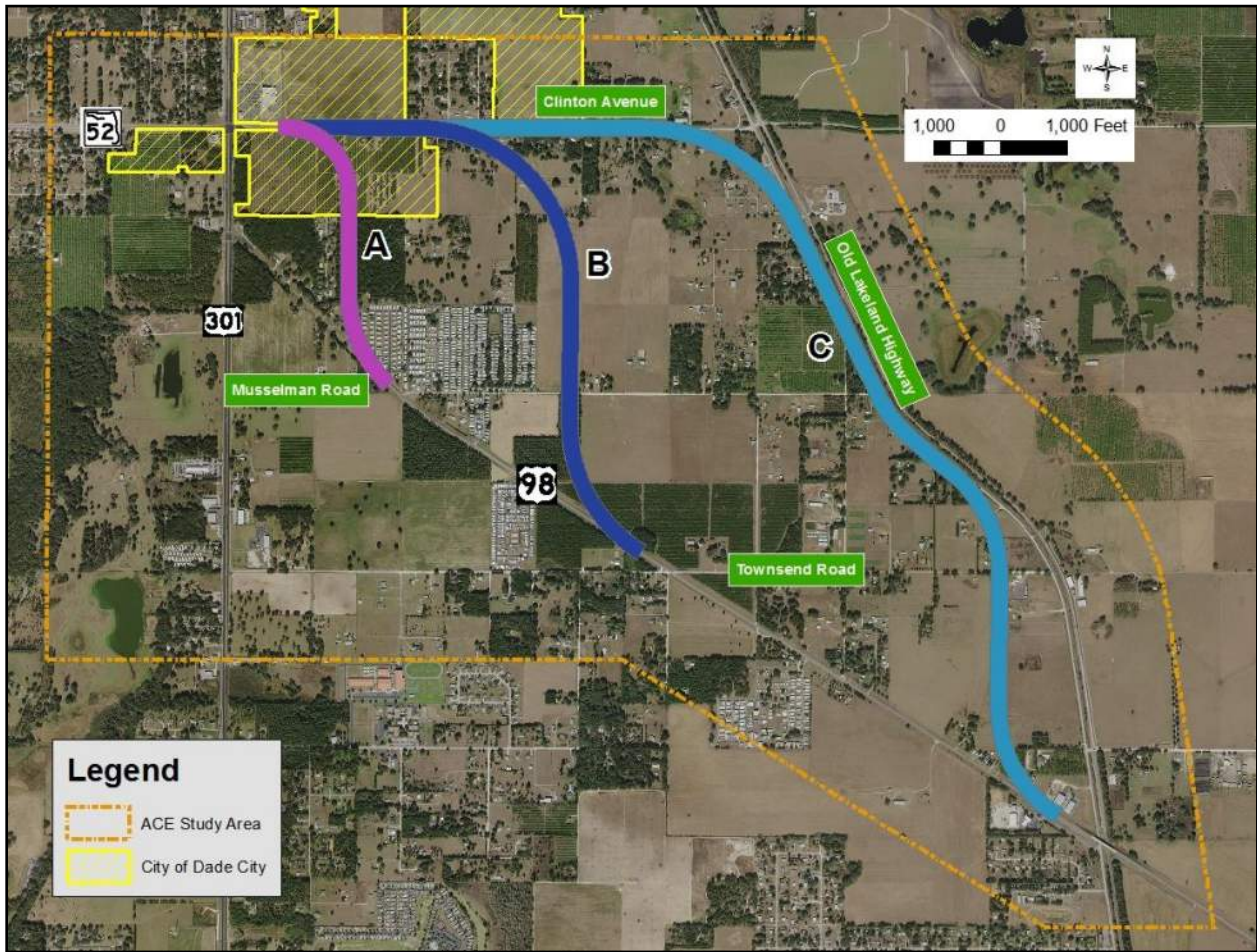 N
W E
S
Clinton Avenue
52
1,000 0 1,000 Feet
A
B
Old Lakeland Highway
301
C
Musselman Road
98
Townsend Road
Legend
ACE Study Area
City of Dade City